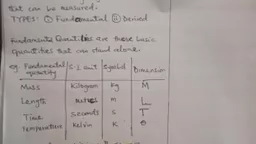 that can be measured.
TYPES: ① Fundamental ② Derived
Fundamental Quantities are those basic
quantities that can stand alone.
eg. Fundamental quantity | S.I. unit | Symbol | Dimension
Mass | Kilogram | Kg | M
Length | Metres | m | L
Time | Seconds | S | T
Temperature | Kelvin | K | θ